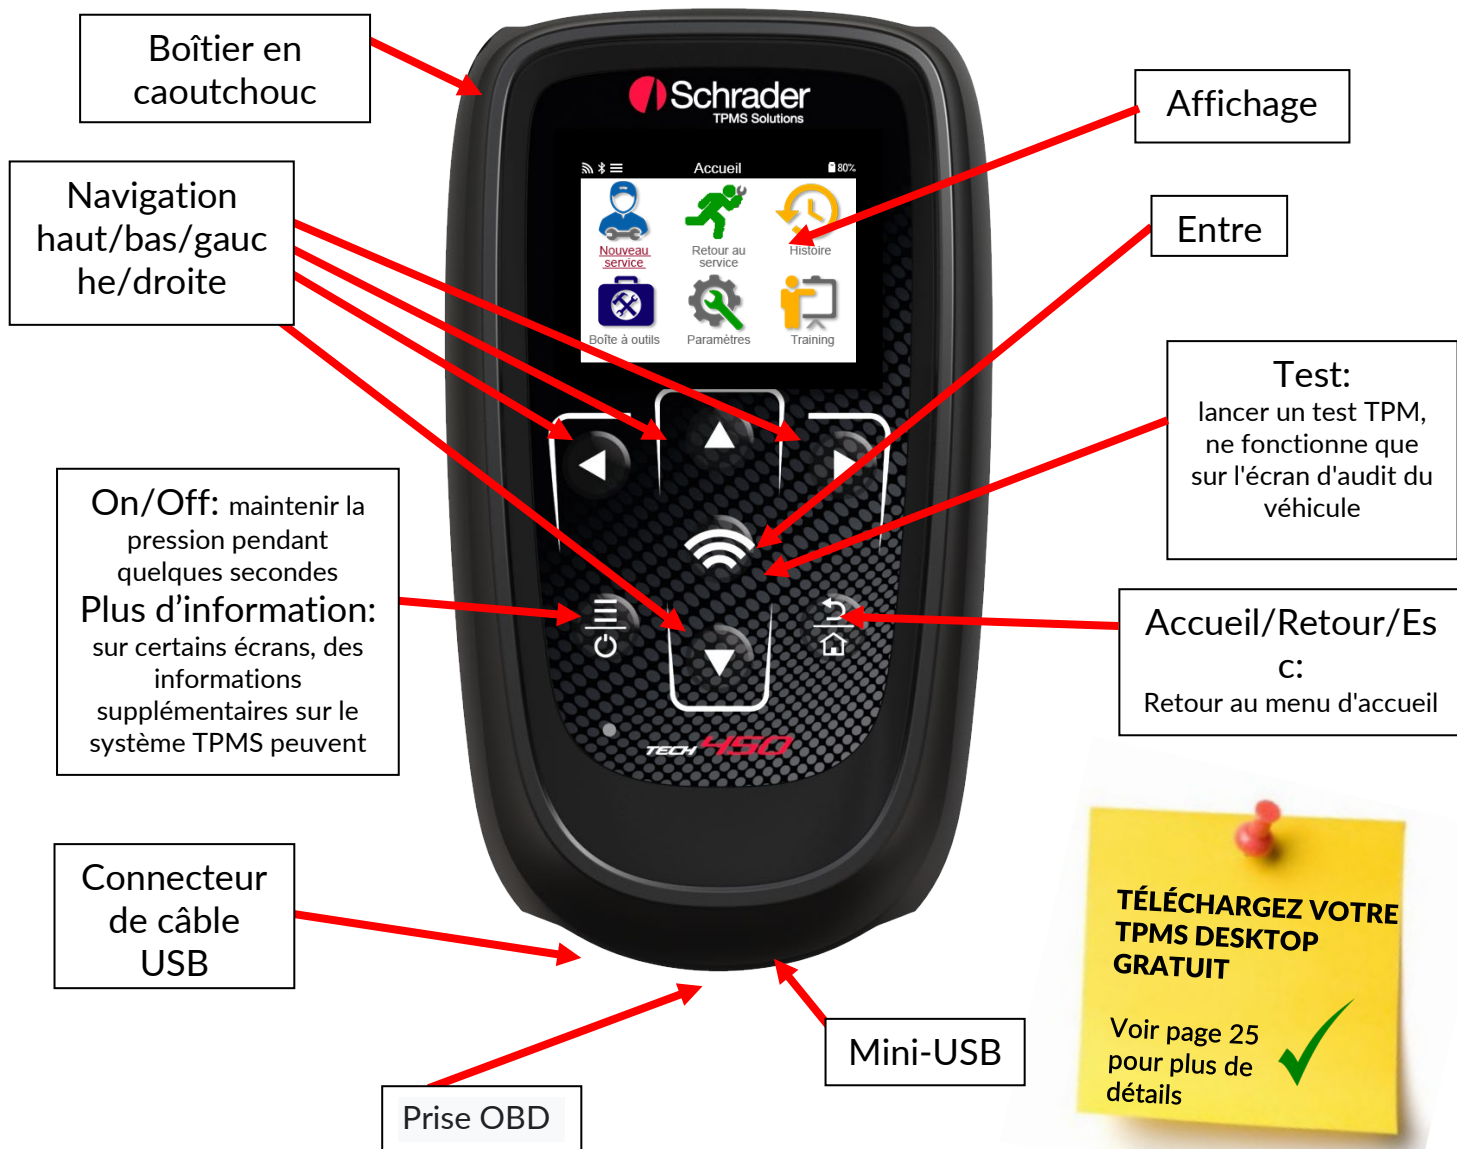 Boîtier en
caoutchouc
Schrader
TPMS Solutions
Affichage
Accueil
80%
Navigation
haut/bas/gauc
he/droite
Entre
Nouveau
service
Retour au
service
Histoire
Boîte à outils
Paramètres
Training
Test:
lancer un test TPM,
ne fonctionne que
sur l'écran d'audit du
véhicule
On/Off: maintenir la
pression pendant
quelques secondes
Plus d’information:
sur certains écrans, des
informations
supplémentaires sur le
système TPMS peuvent
Accueil/Retour/Es
c:
Retour au menu d'accueil
TECH 450
Connecteur
de câble
USB
TÉLÉCHARGEZ VOTRE
TPMS DESKTOP
GRATUIT
Voir page 25
pour plus de
détails
Mini-USB
Prise OBD